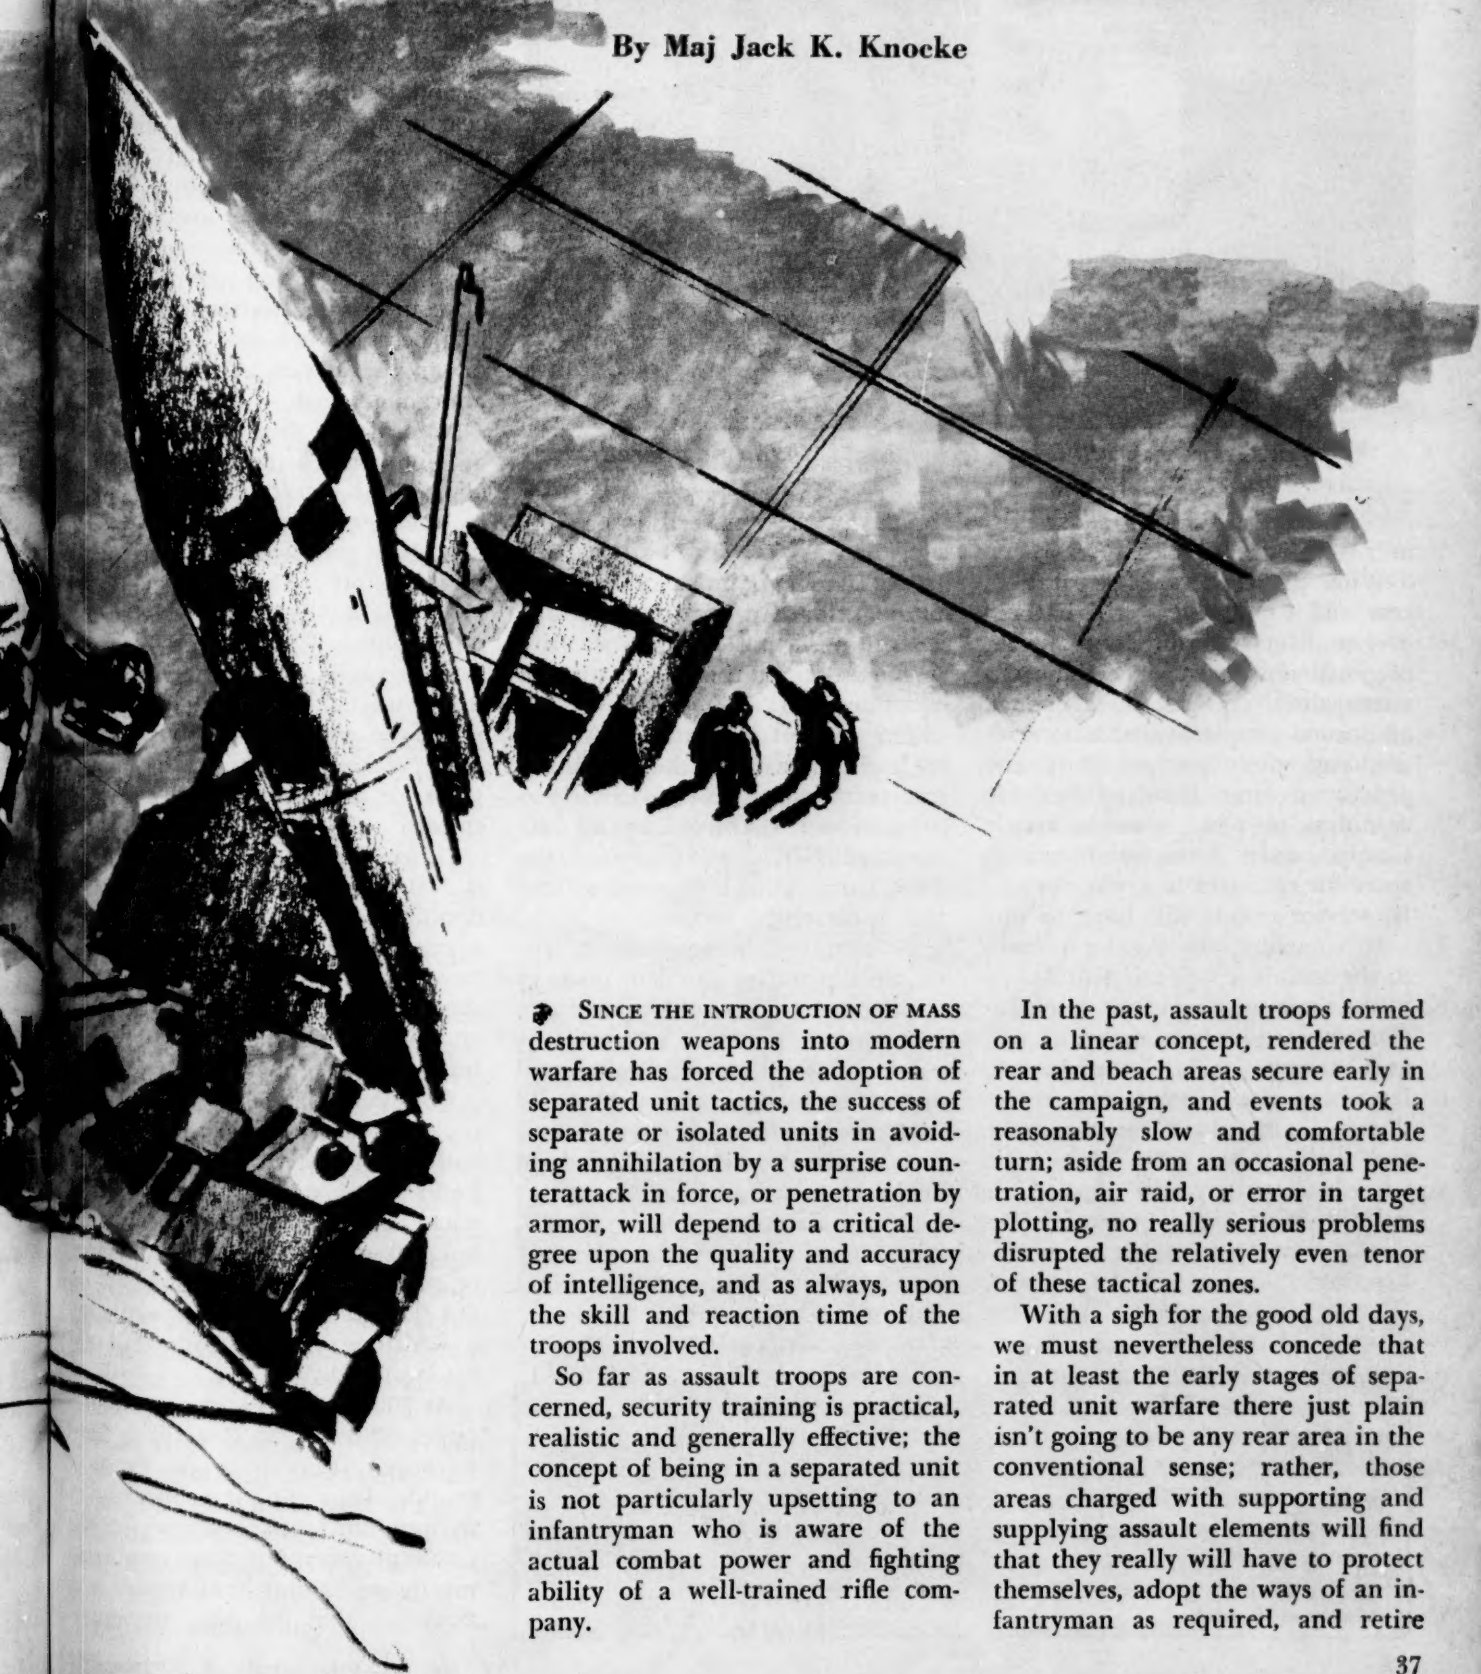 By Maj Jack K. Knocke
SINCE THE INTRODUCTION OF MASS
destruction weapons into modern
warfare has forced the adoption of
separated unit tactics, the success of
separate or isolated units in avoid-
ing annihilation by a surprise coun-
terattack in force, or penetration by
armor, will depend to a critical de-
gree upon the quality and accuracy
of intelligence, and as always, upon
the skill and reaction time of the
troops involved.
So far as assault troops are con-
cerned, security training is practical,
realistic and generally effective; the
concept of being in a separated unit
is not particularly upsetting to an
infantryman who is aware of the
actual combat power and fighting
ability of a well-trained rifle com-
pany.
In the past, assault troops formed
on a linear concept, rendered the
rear and beach areas secure early in
the campaign, and events took a
reasonably slow and comfortable
turn; aside from an occasional pene-
tration, air raid, or error in target
plotting, no really serious problems
disrupted the relatively even tenor
of these tactical zones.
With a sigh for the good old days,
we must nevertheless concede that
in at least the early stages of sepa-
rated unit warfare there just plain
isn't going to be any rear area in the
conventional sense; rather, those
areas charged with supporting and
supplying assault elements will find
that they really will have to protect
themselves, adopt the ways of an in-
fantryman as required, and retire
37